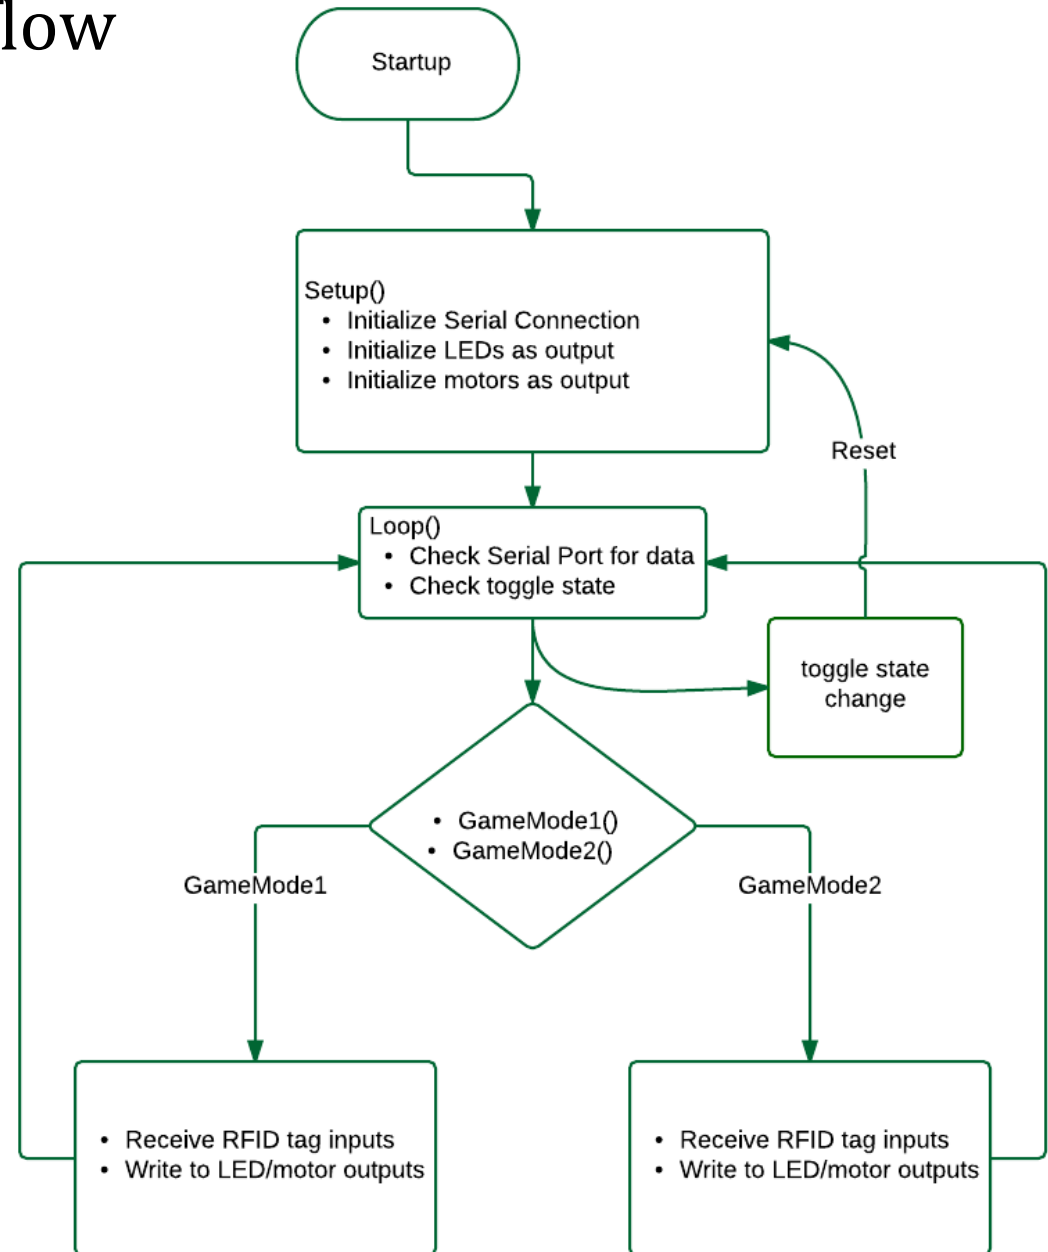 flow
Startup
Setup()
• Initialize Serial Connection
• Initialize LEDs as output
• Initialize motors as output
Reset
Loop()
• Check Serial Port for data
• Check toggle state
toggle state
change
• GameMode1()
• GameMode2()
GameMode1
GameMode2
• Receive RFID tag inputs
• Write to LED/motor outputs
• Receive RFID tag inputs
• Write to LED/motor outputs